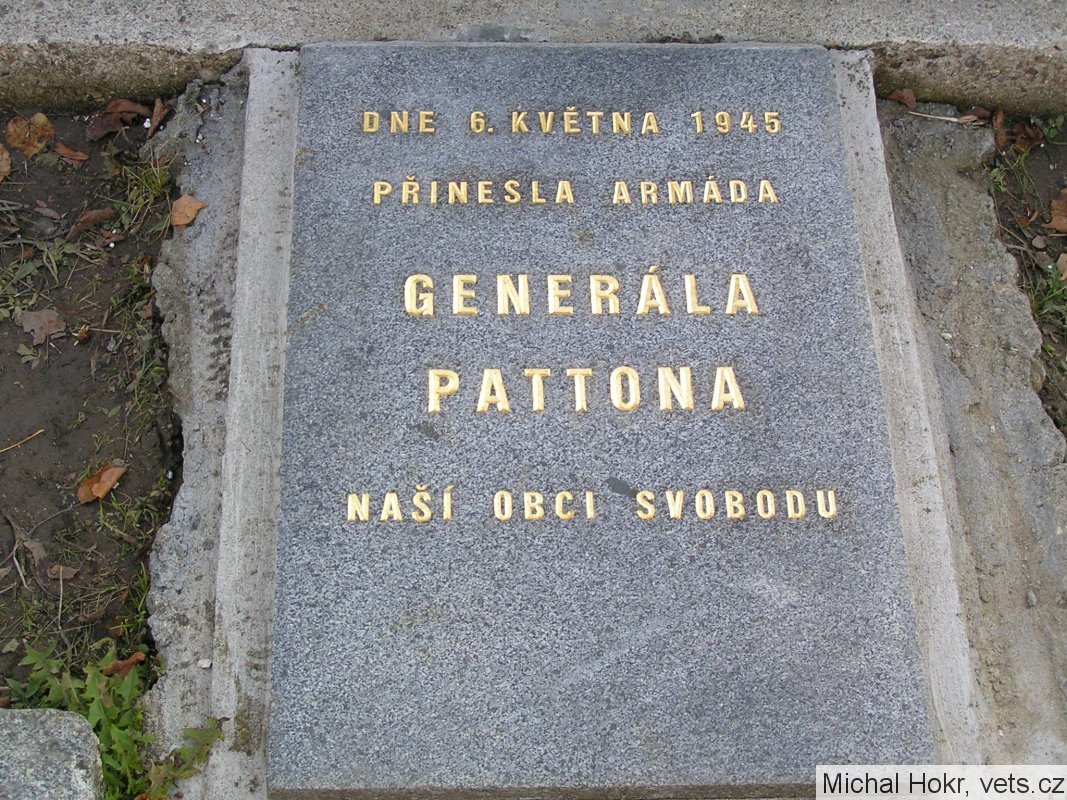 DNE 6. KVĚTNA 1945
PŘINESLA ARMÁDA
GENERÁLA
PATTONA
NAŠÍ OBCI SVOBODU
Michal Hokr, vets.cz